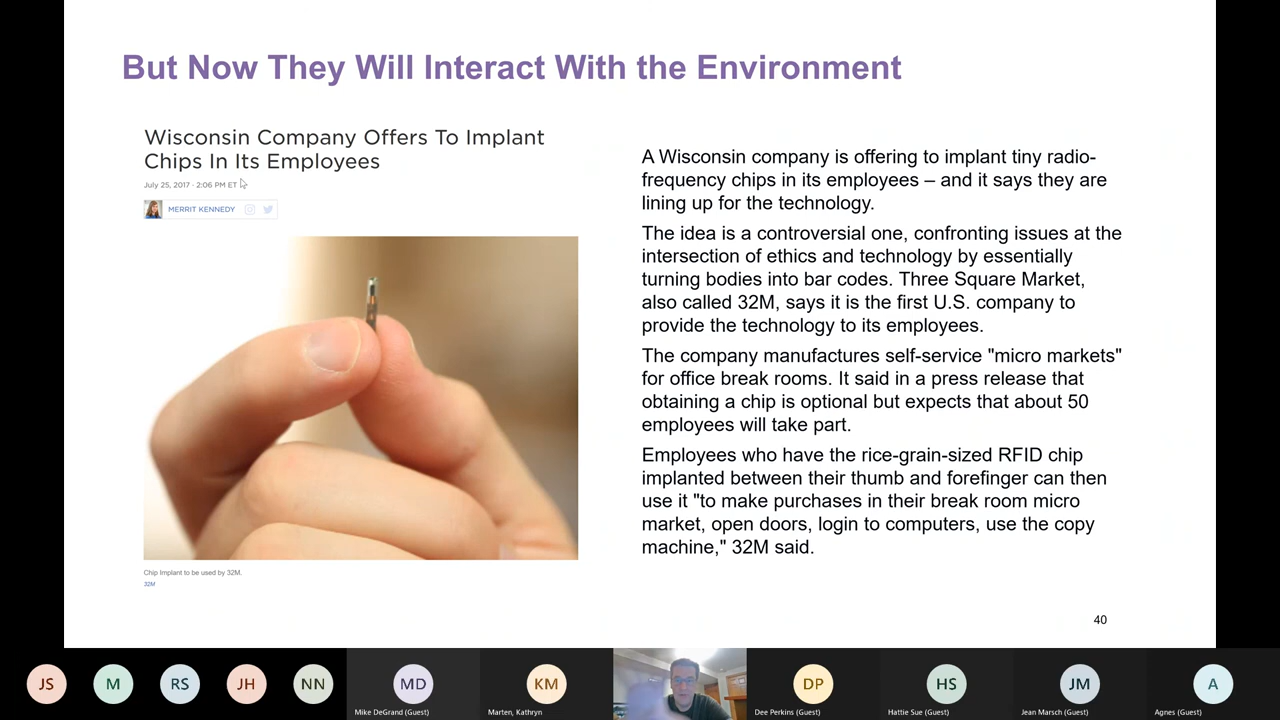 But Now They Will Interact With the Environment
Wisconsin Company Offers To Implant
Chips In Its Employees
July 25, 2017 · 2:06 PM ET
MERRIT KENNEDY
A Wisconsin company is offering to implant tiny radio-
frequency chips in its employees – and it says they are
lining up for the technology.
The idea is a controversial one, confronting issues at the
intersection of ethics and technology by essentially
turning bodies into bar codes. Three Square Market,
also called 32M, says it is the first U.S. company to
provide the technology to its employees.
The company manufactures self-service "micro markets"
for office break rooms. It said in a press release that
obtaining a chip is optional but expects that about 50
employees will take part.
Employees who have the rice-grain-sized RFID chip
implanted between their thumb and forefinger can then
use it "to make purchases in their break room micro
market, open doors, login to computers, use the copy
machine," 32M said.
Chip Implant to be used by 32M.
32M
40
JS
M
RS
JH
NN
MD
KM
DP
HS
JM
A
Mike DeGrand (Guest)
Marten, Kathryn
Dee Perkins (Guest)
Hattie Sue (Guest)
Jean Marsch (Guest)
Agnes (Guest)